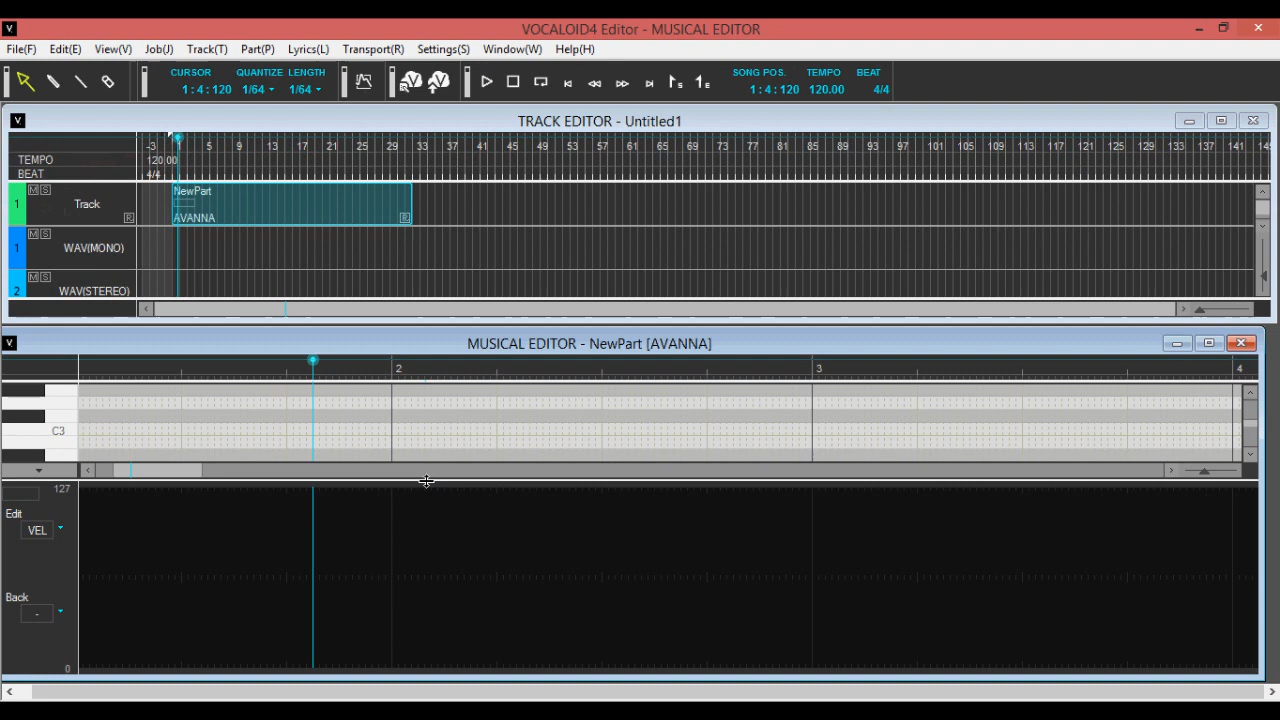 VOCALOID4 Editor - MUSICAL EDITOR
File(F) Edit(E) View(V) Job(J) Track(T) Part(P) Lyrics(L) Transport(R) Settings(S) Window(W) Help(H)
CURSOR QUANTIZE LENGTH SONG POS. TEMPO BEAT
1:4:120 1/64 1/64 1:4:120 120.00 4/4
TRACK EDITOR - Untitled1
-3 5 9 13 17 21 25 29 33 37 41 45 49 53 57 61 65 69 73 77 81 85 89 93 97 101 105 109 113 117 121 125 129 133 137 141
TEMPO 120.00
BEAT 4/4
M S NewPart
1 Track
R AVANNA R
M S
1 WAV(MONO)
M S
2 WAV(STEREO)
MUSICAL EDITOR - NewPart [AVANNA]
2 3 4
C3
127
Edit
VEL
Back
-
0